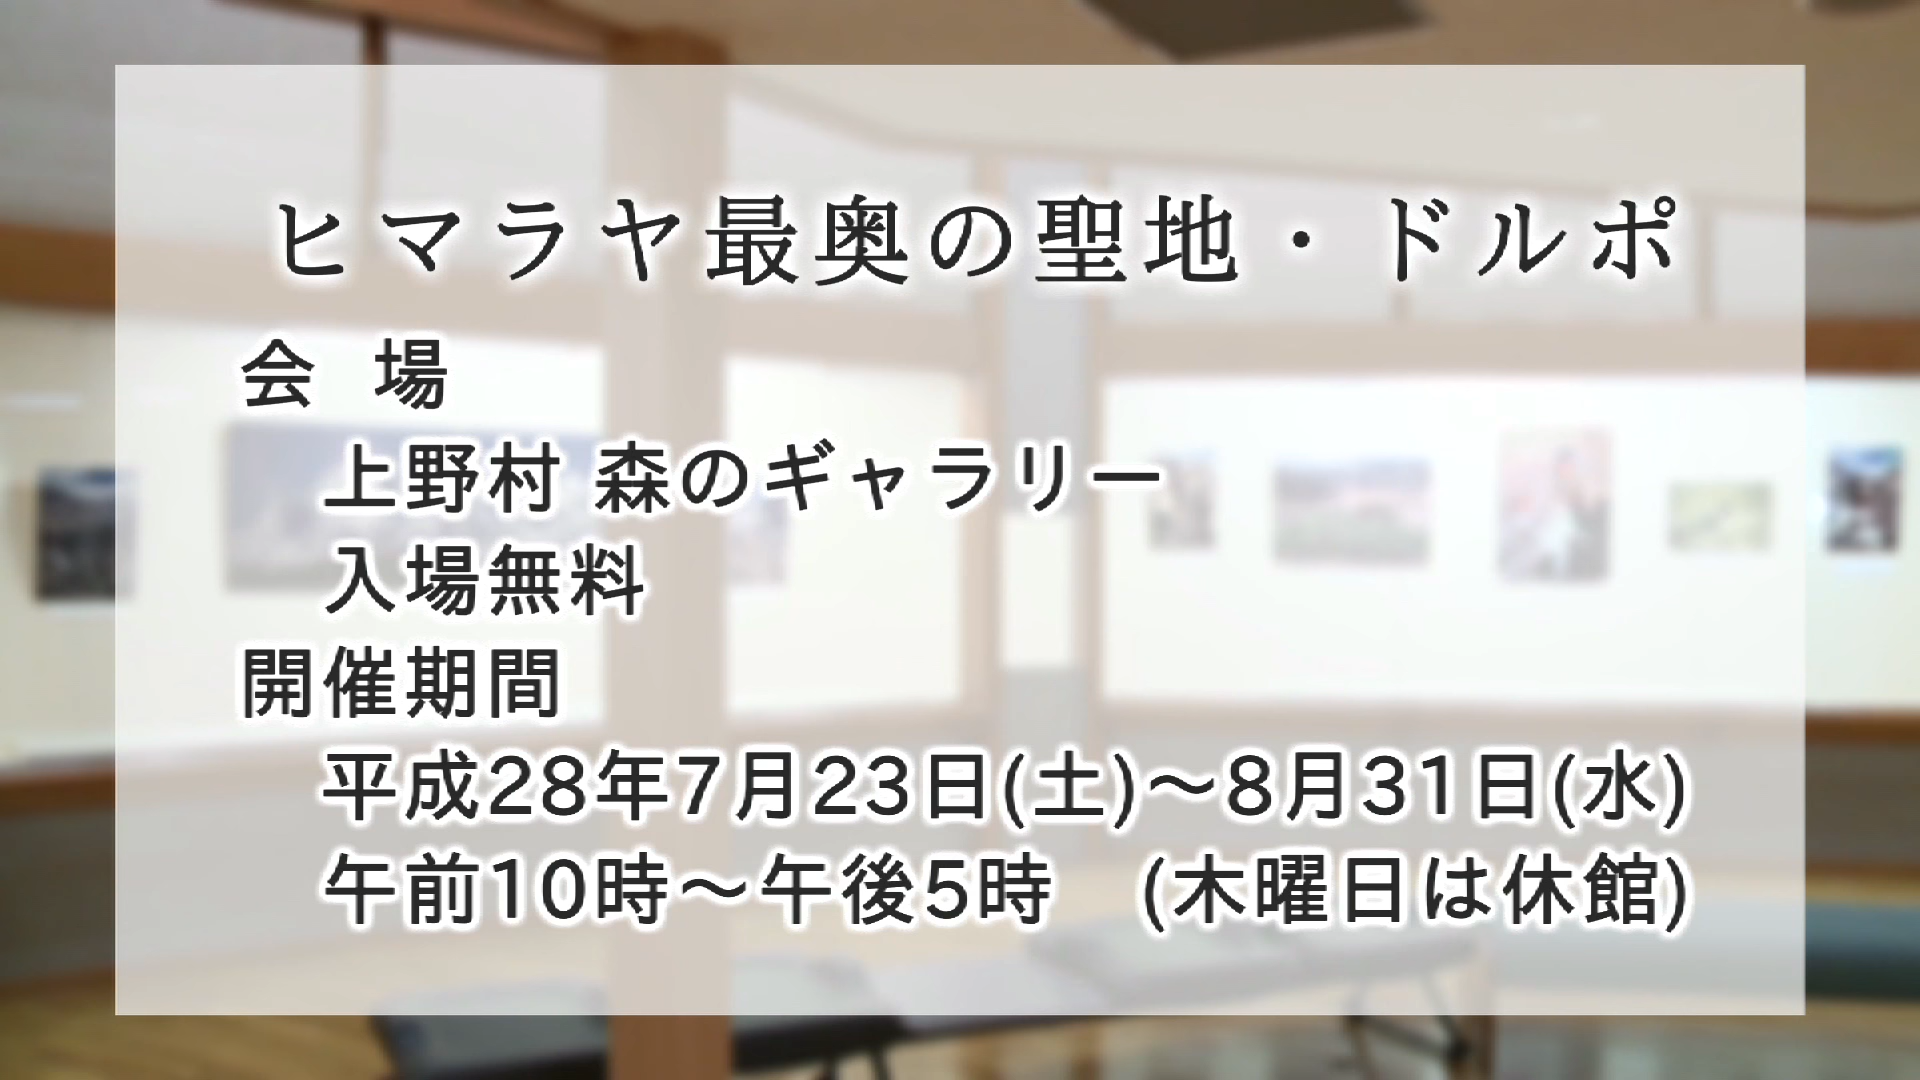 ヒマラヤ最奥の聖地・ドルポ
会　場
上野村 森のギャラリー
入場無料
開催期間
平成28年7月23日(土)～8月31日(水)
午前10時～午後5時　(木曜日は休館)